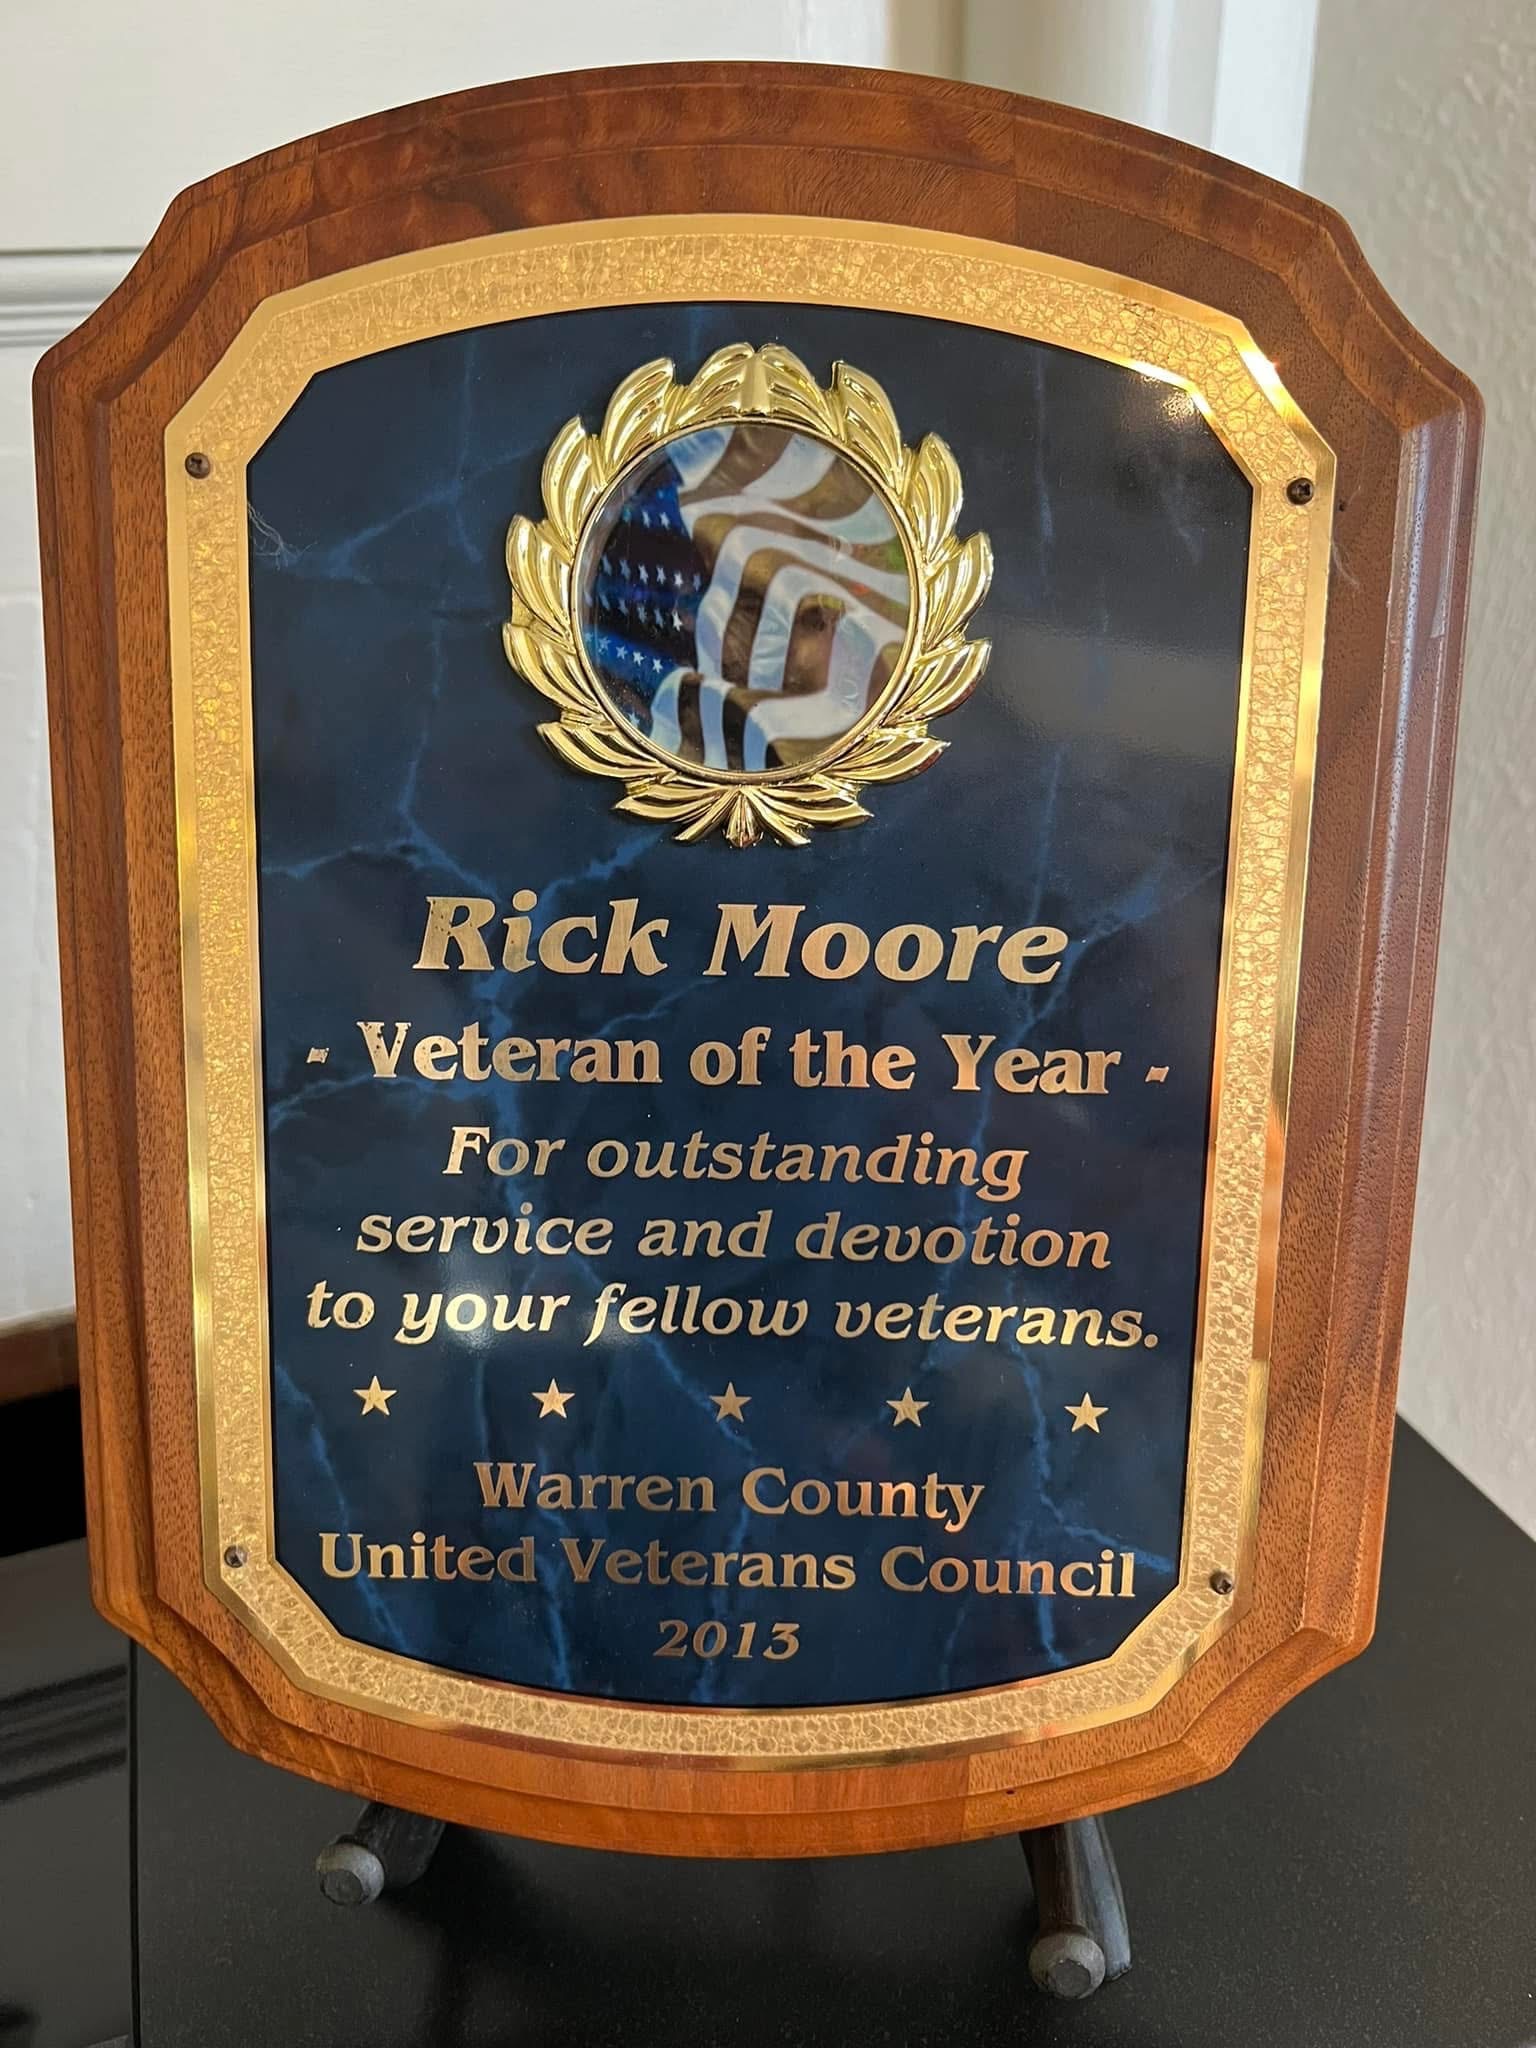 Rick Moore
- Veteran of the Year -
For outstanding
service and devotion
to your fellow veterans.
Warren County
United Veterans Council
2013